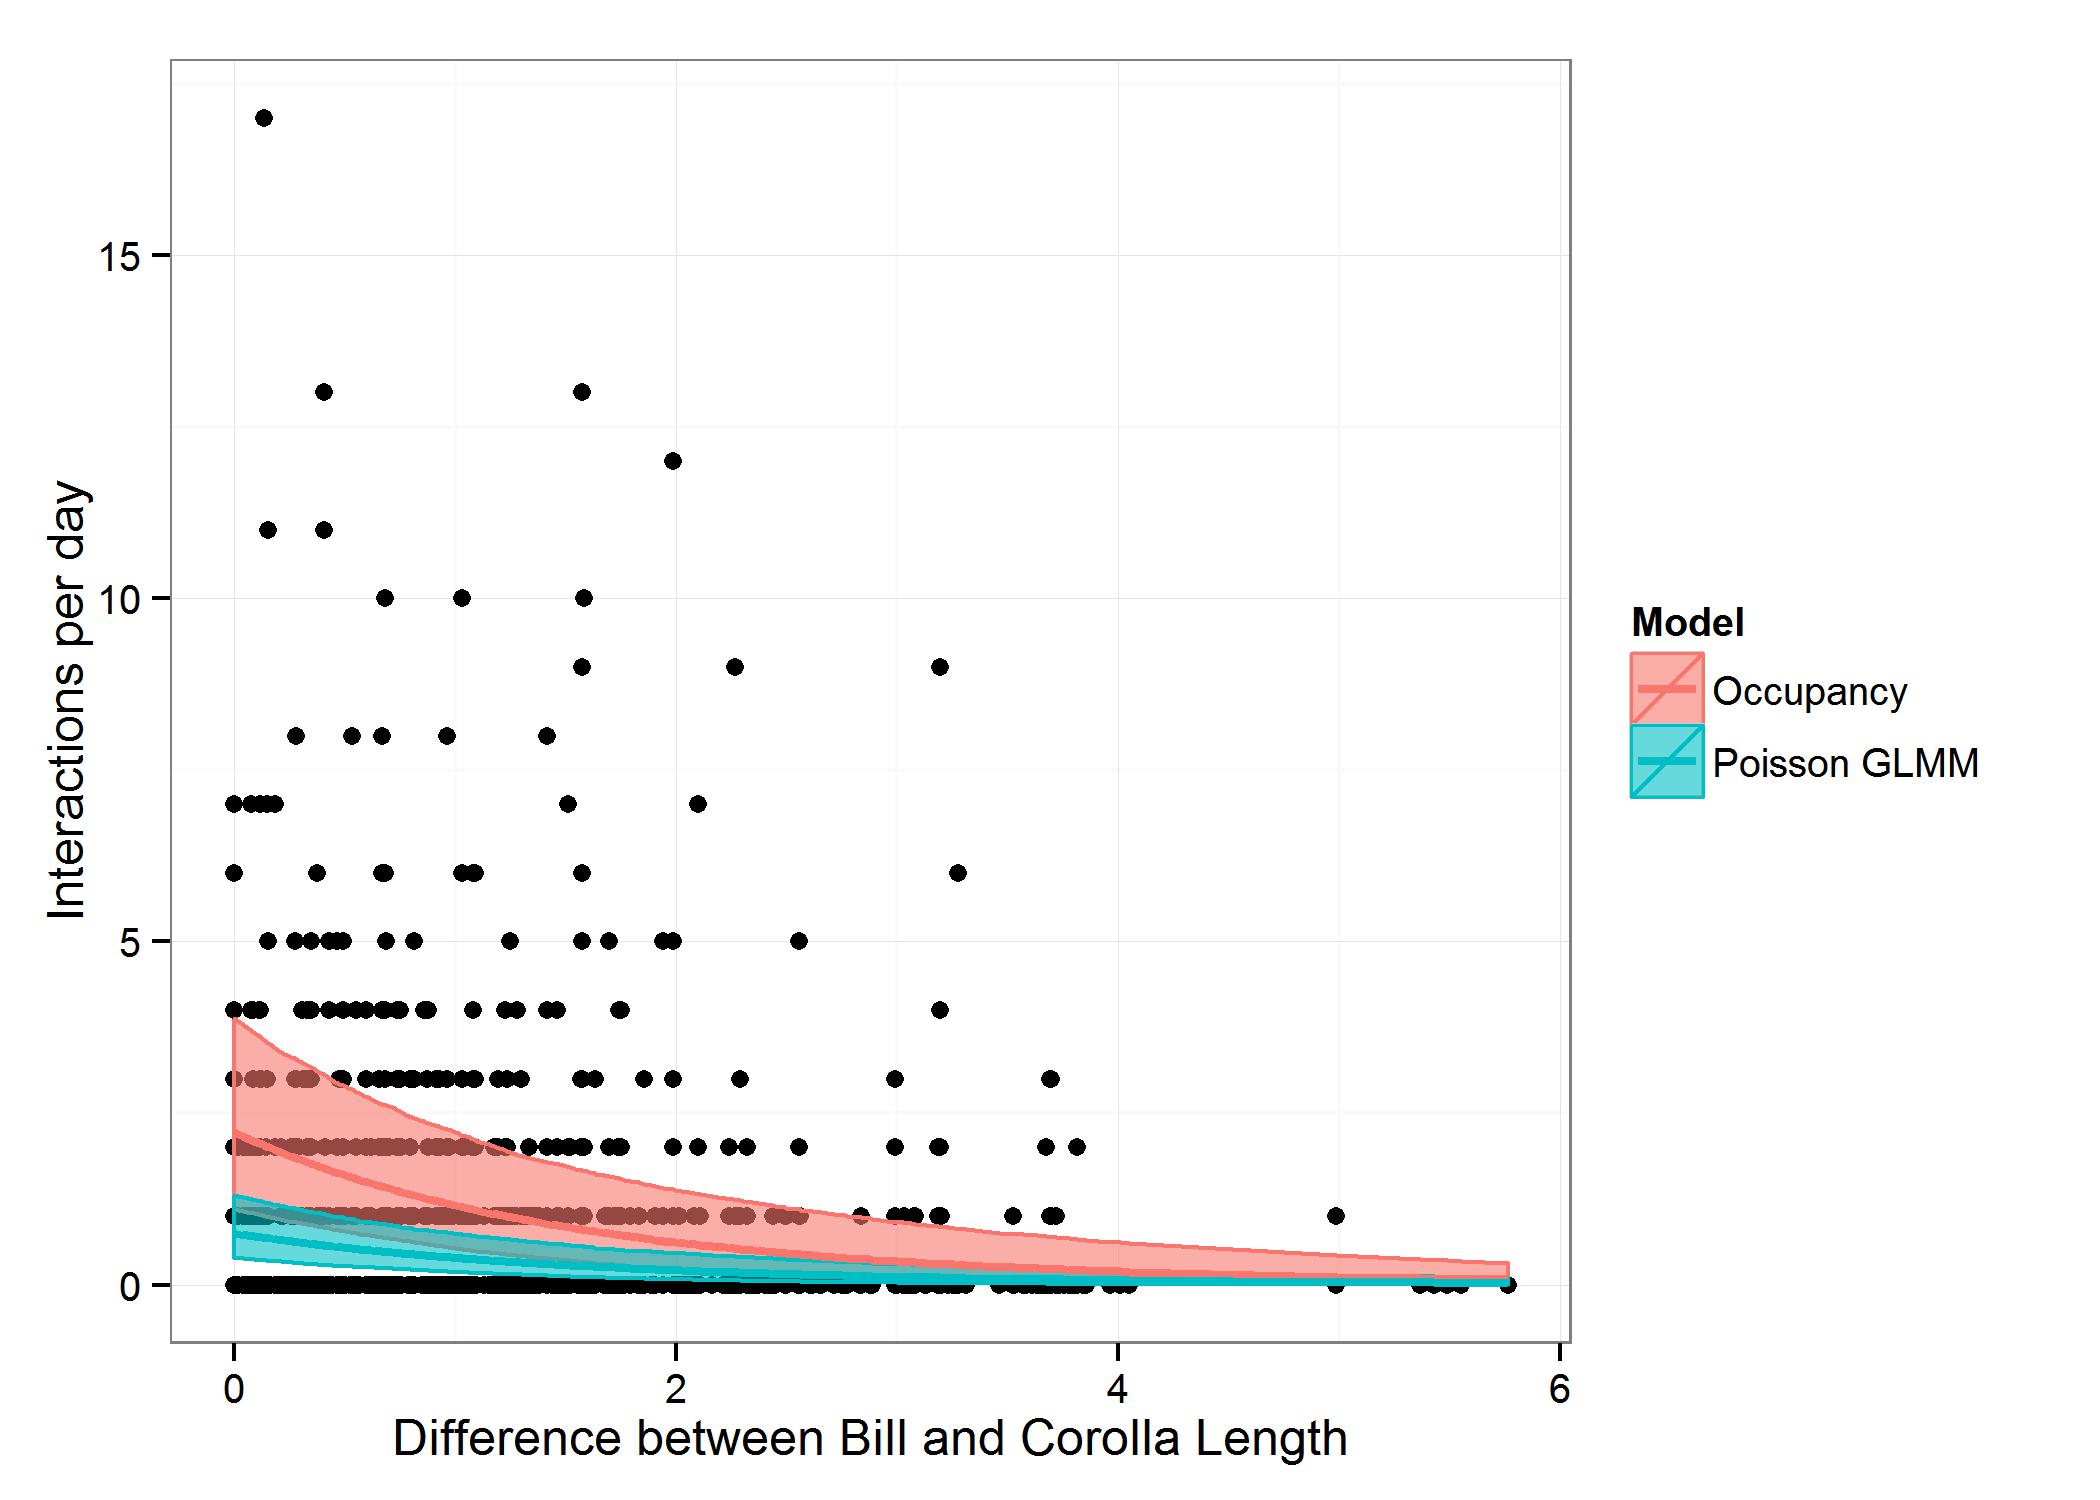 15
10
5
0
0
2
4
6
Interactions per day
Difference between Bill and Corolla Length
Model
Occupancy
Poisson GLMM